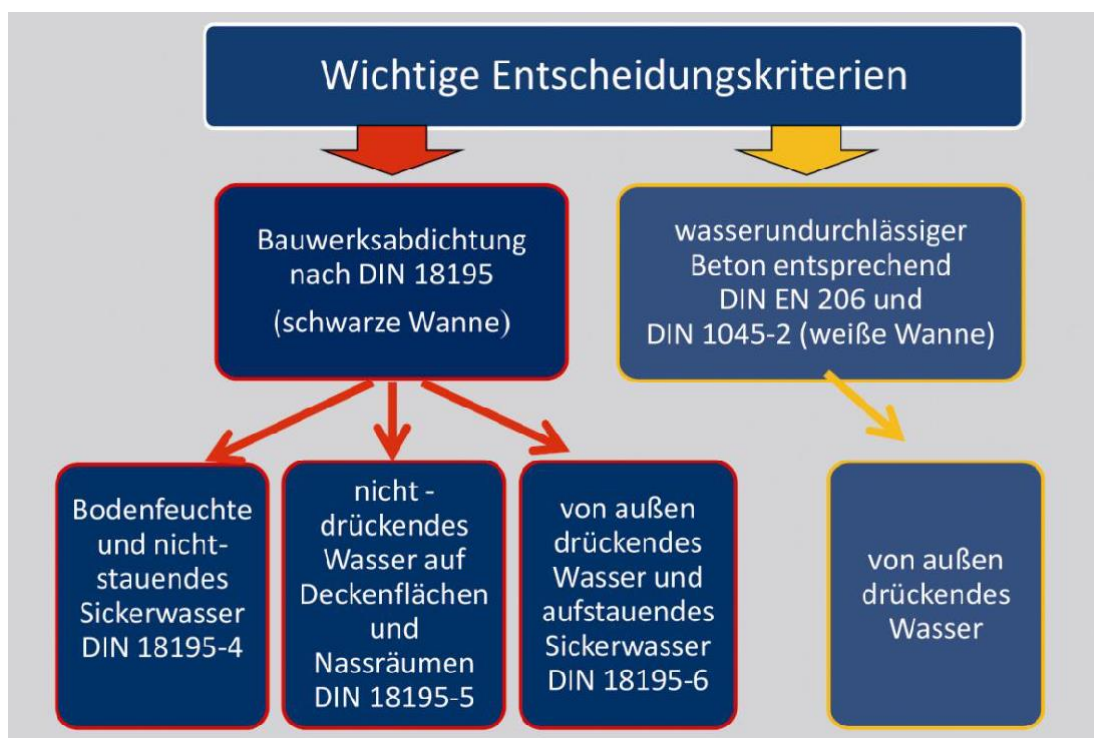 Wichtige Entscheidungskriterien
Bauwerksabdichtung
nach DIN 18195
(schwarze Wanne)
wasserundurchlässiger
Beton entsprechend
DIN EN 206 und
DIN 1045-2 (weiße Wanne)
Bodenfeuchte
und nicht-
stauendes
Sickerwasser
DIN 18195-4
nicht -
drückendes
Wasser auf
Deckenflächen
und
Nassräumen
DIN 18195-5
von außen
drückendes
Wasser und
aufstauendes
Sickerwasser
DIN 18195-6
von außen
drückendes
Wasser